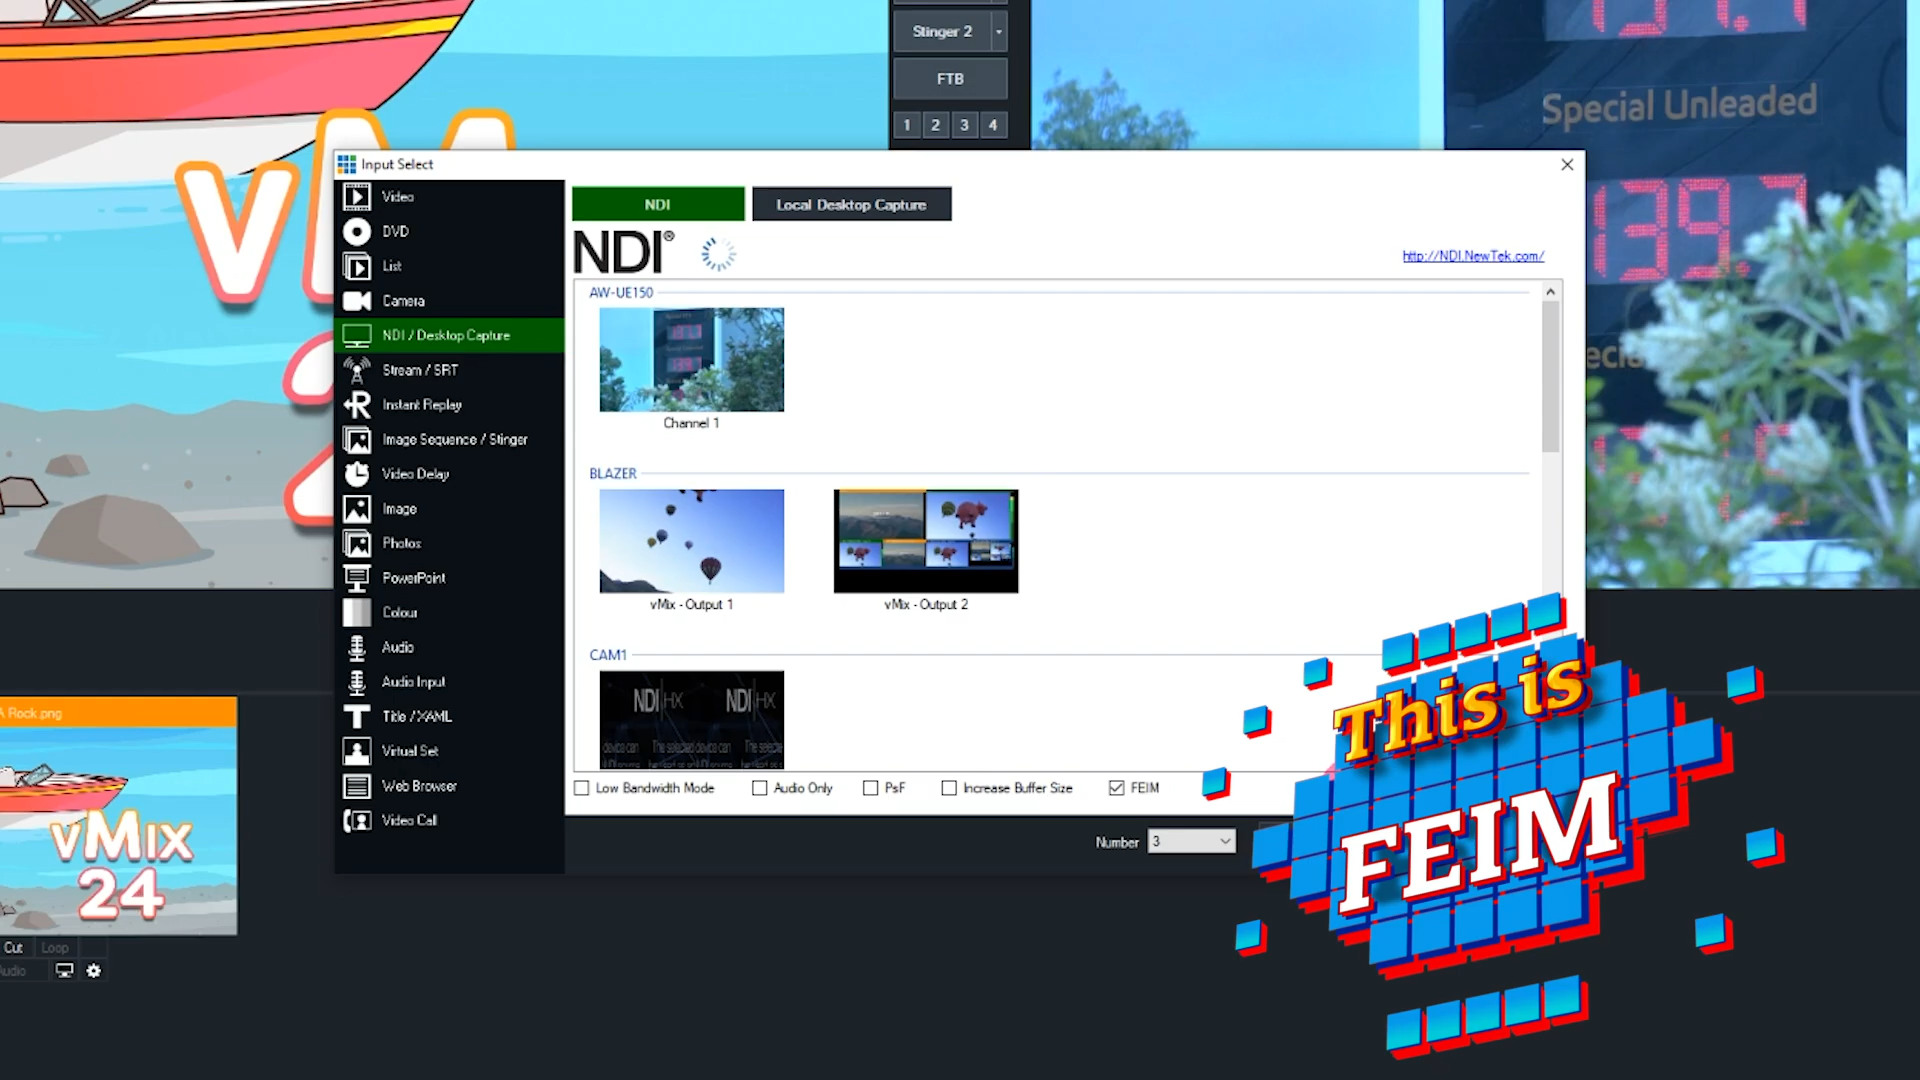 Stinger 2
FTB
1 2 3 4
Special Unleaded
139.7
Input Select
Video
DVD
List
Camera
NDI / Desktop Capture
Stream / SRT
Instant Replay
Image Sequence / Stinger
Video Delay
Image
Photos
PowerPoint
Colour
Audio
Audio Input
Title / XAML
Virtual Set
Web Browser
Video Call
NDI
Local Desktop Capture
NDI®
http://NDI.NewTek.com/
AW-UE150
Channel 1
BLAZER
vMix - Output 1
vMix - Output 2
CAM1
NDI|HX NDI|HX
Low Bandwidth Mode
Audio Only
PsF
Increase Buffer Size
FEIM
Number 3
This is
FEIM
A Rock.png
vMix
24
Cut Loop
Audio